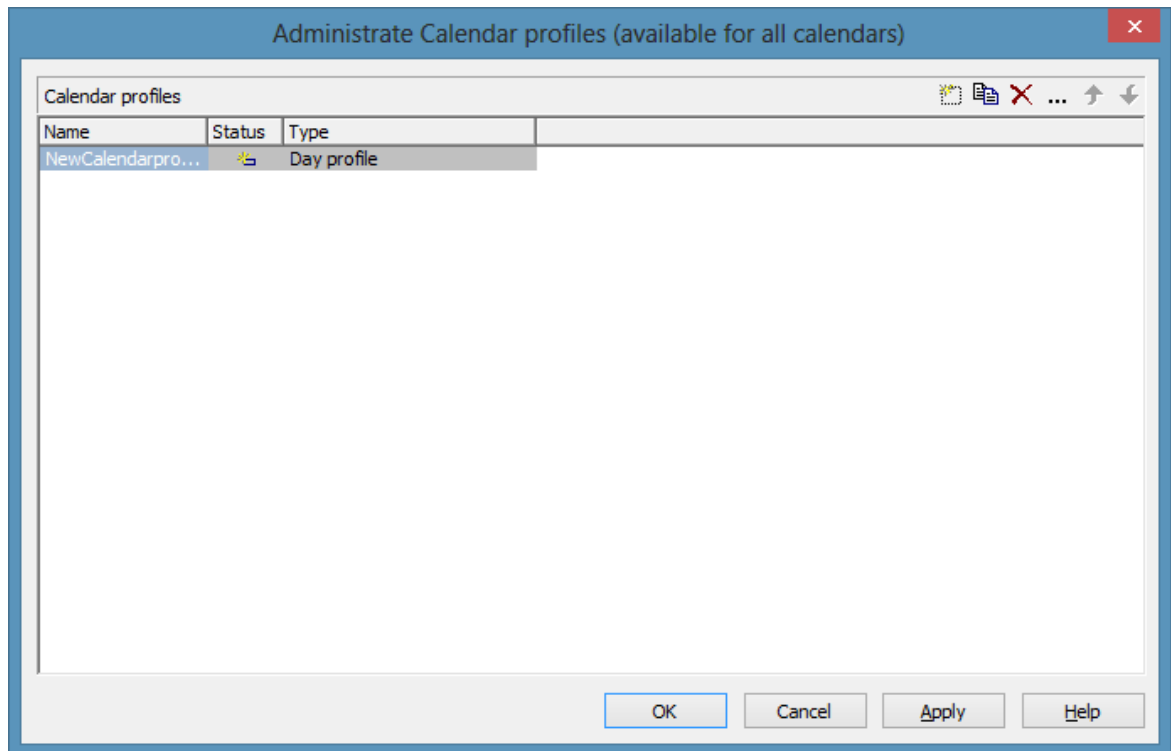 Administrate Calendar profiles (available for all calendars)
Calendar profiles ...
Name Status Type
NewCalendarpro... Day profile
OK Cancel Apply Help